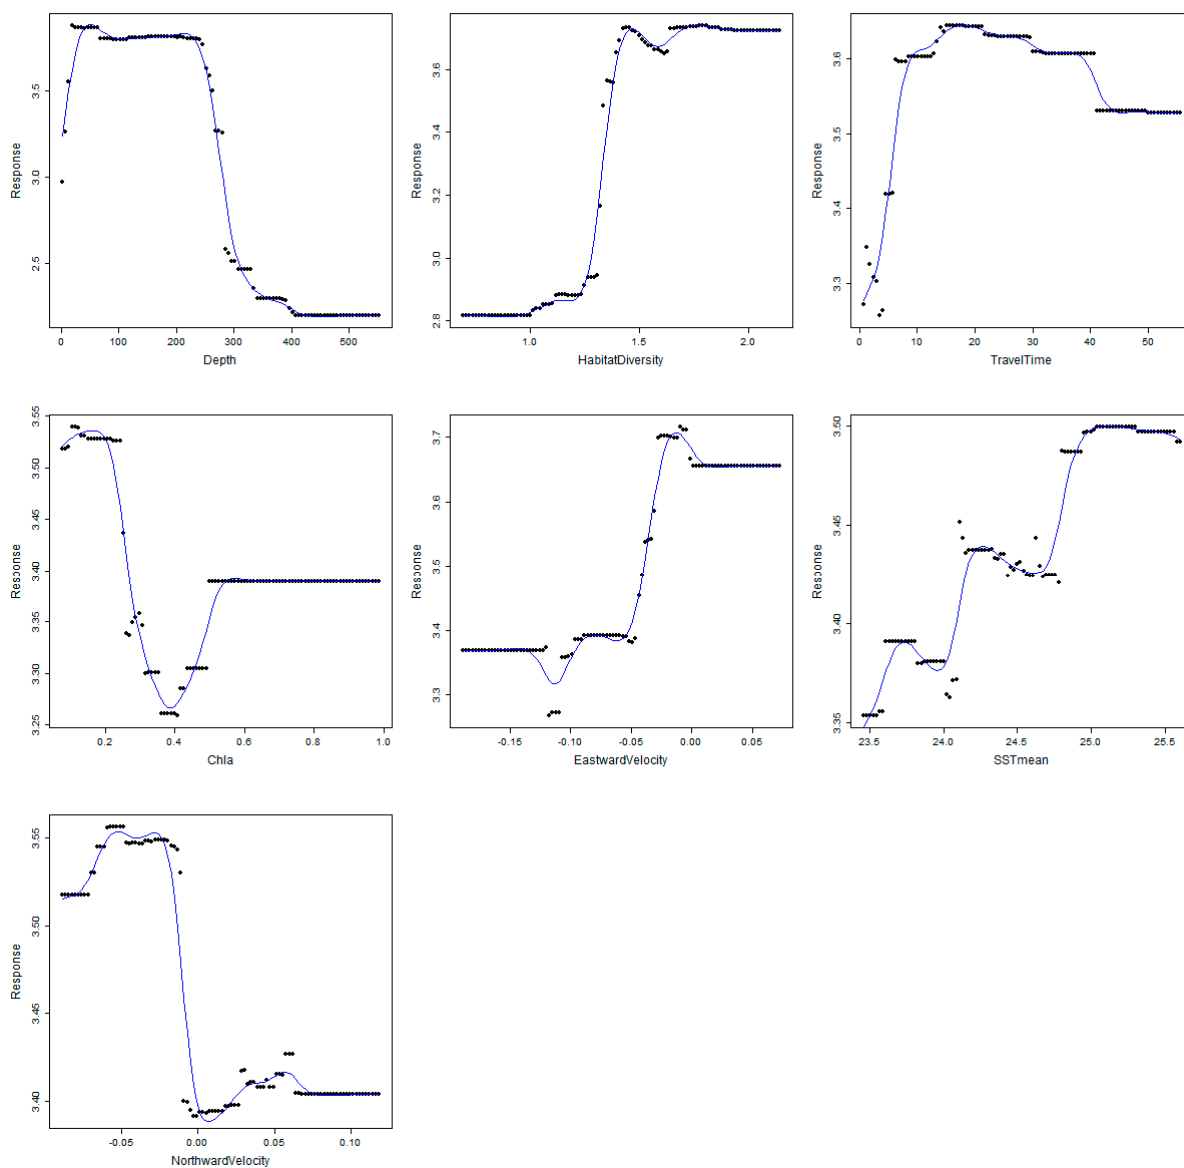 Response
2.5 3.0 3.5
0 100 200 300 400 500
Depth
Response
2.8 3.0 3.2 3.4 3.6
1.0 1.5 2.0
HabitatDiversity
Response
3.3 3.4 3.5 3.6
0 10 20 30 40 50
TravelTime
Response
3.25 3.30 3.35 3.40 3.45 3.50 3.55
0.2 0.4 0.6 0.8 1.0
Chla
Response
3.3 3.4 3.5 3.6 3.7
-0.15 -0.10 -0.05 0.00 0.05
EastwardVelocity
Response
3.35 3.40 3.45 3.50
23.5 24.0 24.5 25.0 25.5
SSTmean
Response
3.40 3.45 3.50 3.55
-0.05 0.00 0.05 0.10
NorthwardVelocity